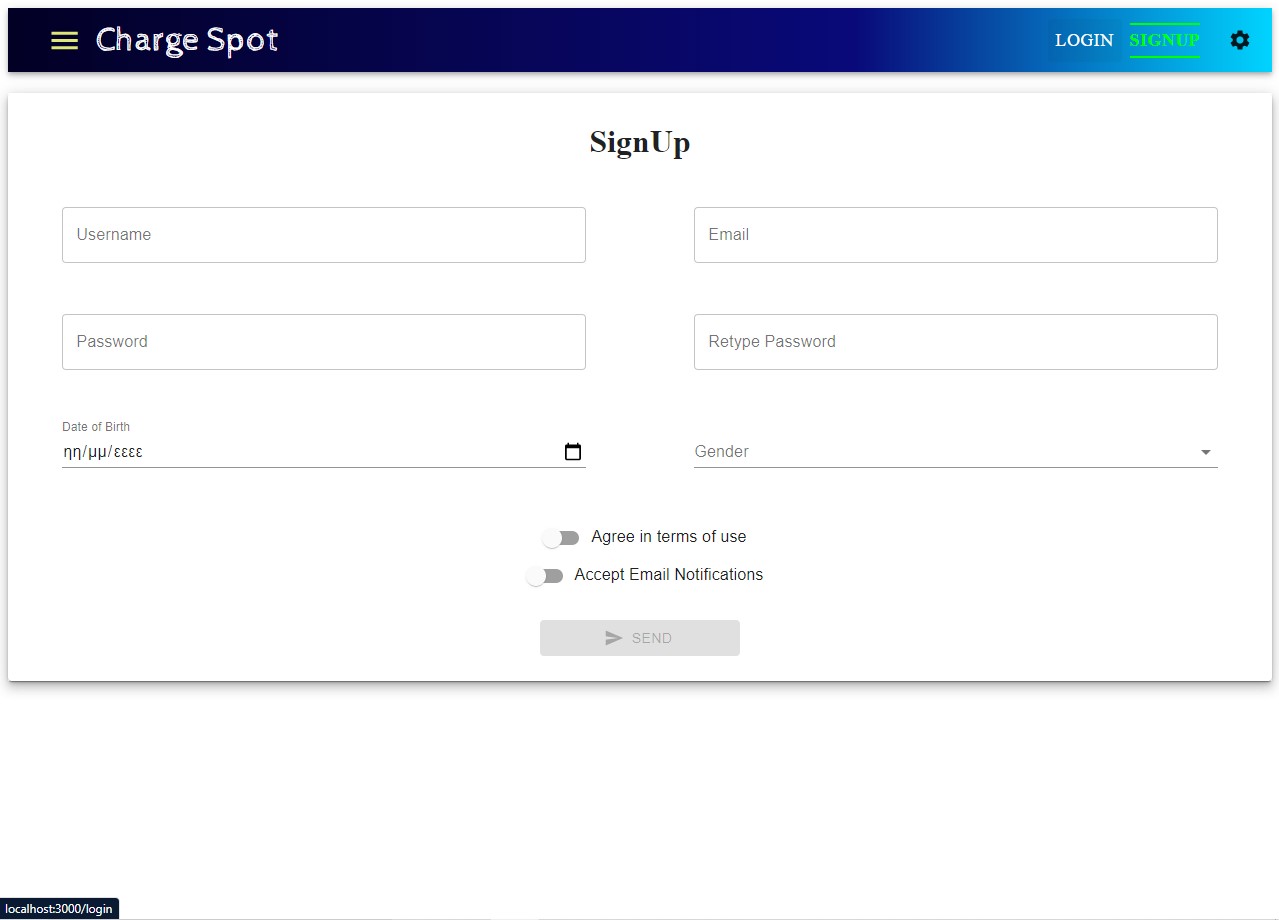 Charge Spot LOGIN SIGNUP
SignUp
Username Email
Password Retype Password
Date of Birth
ηη/μμ/εεεε Gender
Agree in terms of use
Accept Email Notifications
SEND
localhost:3000/login